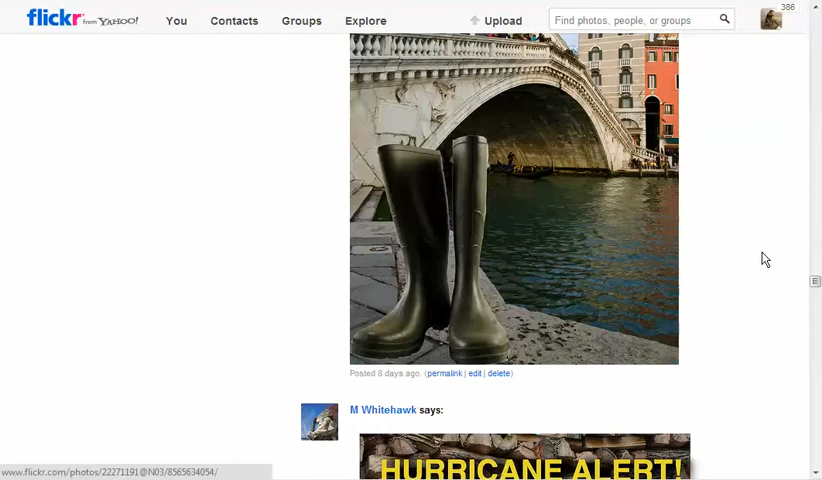 flickr from YAHOO! You Contacts Groups Explore Upload Find photos, people, or groups 386
Posted 8 days ago. (permalink | edit | delete)
M Whitehawk says:
HURRICANE ALERT!
www.flickr.com/photos/22271191@N03/8565634054/